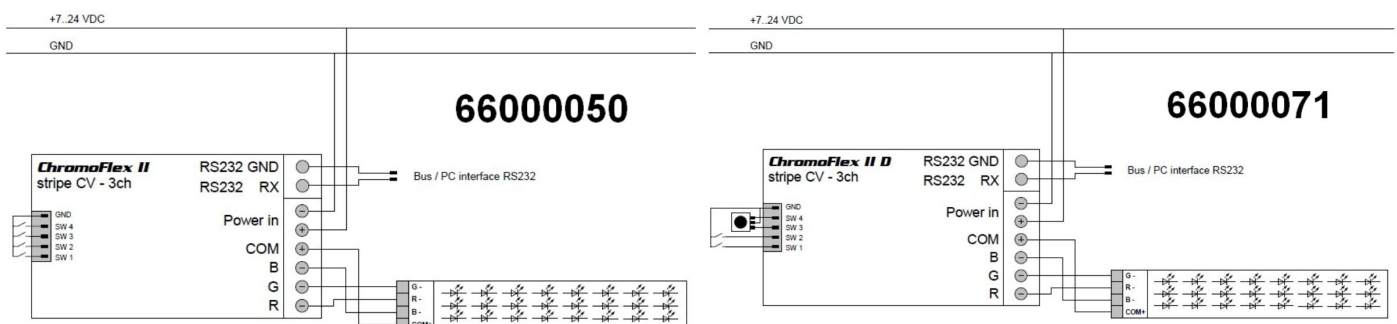 +7..24 VDC
GND
66000050
ChromoFlex II
stripe CV - 3ch
RS232 GND
RS232 RX
Bus / PC interface RS232
Power in
COM
B
G
R
GND
SW 4
SW 3
SW 2
SW 1
G -
R -
B -
COM+
+7..24 VDC
GND
66000071
ChromoFlex II D
stripe CV - 3ch
RS232 GND
RS232 RX
Bus / PC interface RS232
Power in
COM
B
G
R
GND
SW 4
SW 3
SW 2
SW 1
G -
R -
B -
COM+